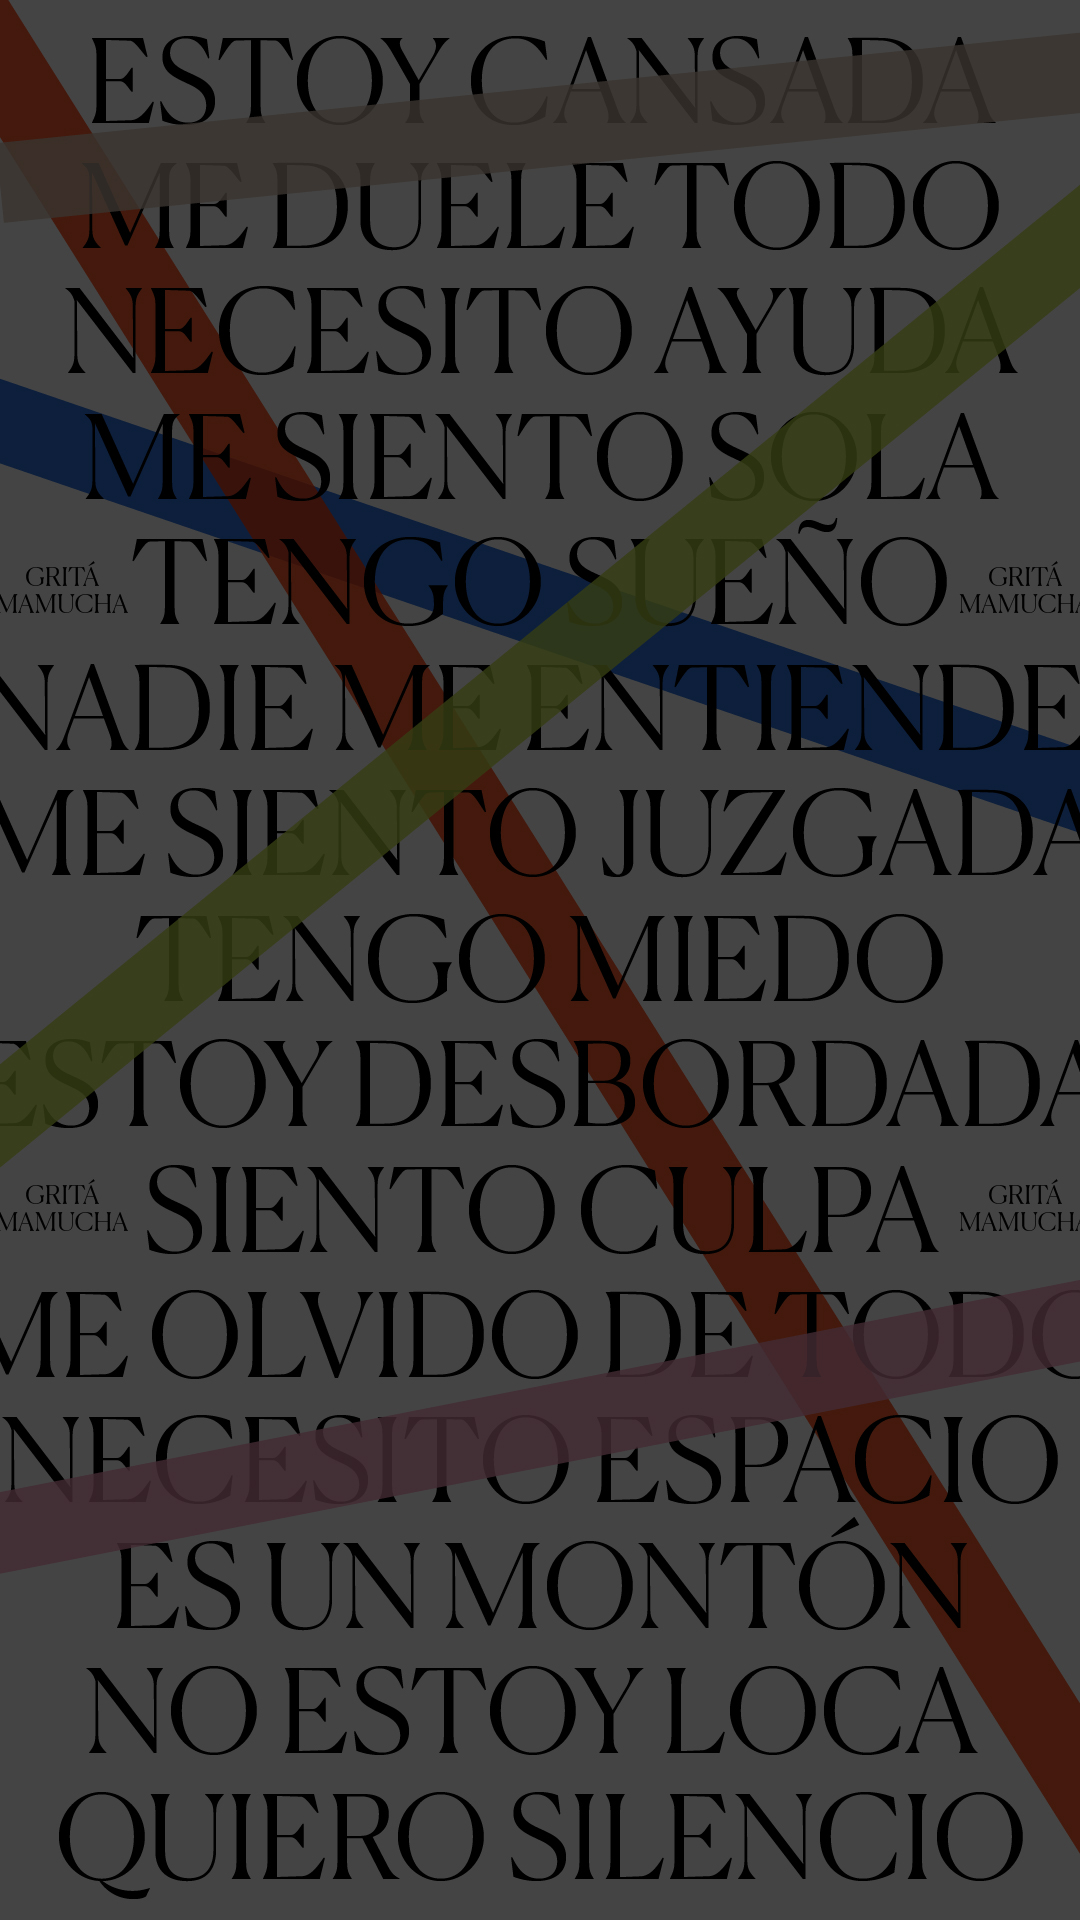 ESTOY CANSADA
ME DUELE TODO
NECESITO AYUDA
ME SIENTO SOLA
GRITÁ
MAMUCHA
TENGO SUEÑO
GRITÁ
MAMUCHA
NADIE ME ENTIENDE
ME SIENTO JUZGADA
TENGO MIEDO
ESTOY DESBORDADA
GRITÁ
MAMUCHA
SIENTO CULPA
GRITÁ
MAMUCHA
ME OLVIDO DE TODO
NECESITO ESPACIO
ES UN MONTÓN
NO ESTOY LOCA
QUIERO SILENCIO